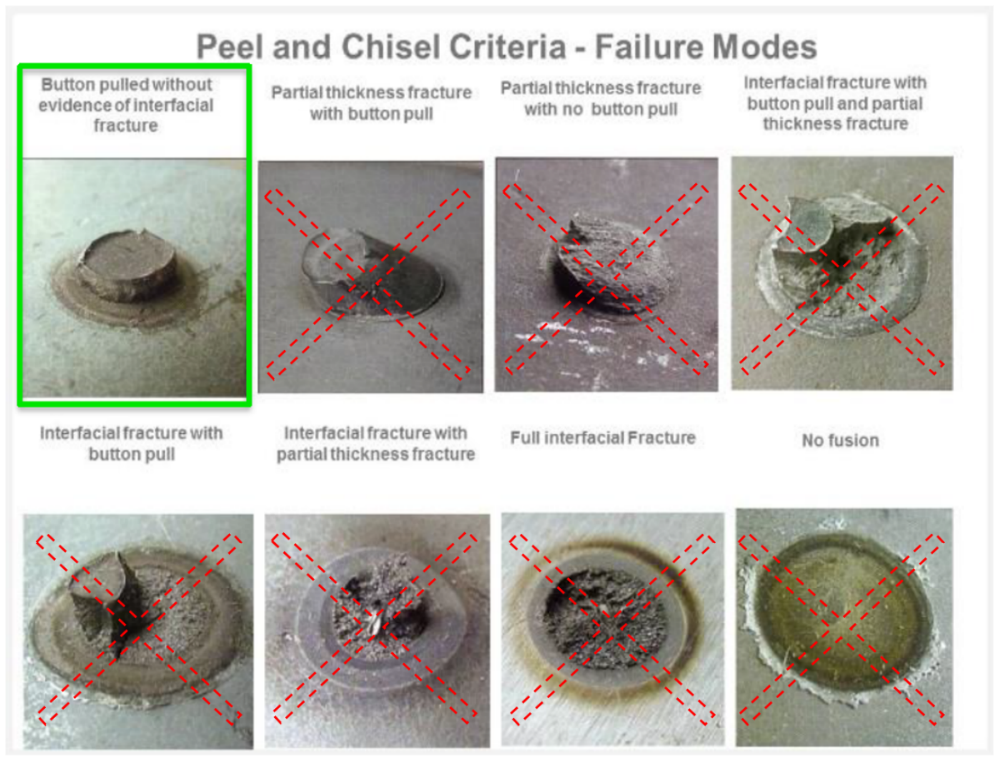 Peel and Chisel Criteria - Failure Modes
Button pulled without
evidence of interfacial
fracture
Partial thickness fracture
with button pull
Partial thickness fracture
with no button pull
Interfacial fracture with
button pull and partial
thickness fracture
Interfacial fracture with
button pull
Interfacial fracture with
partial thickness fracture
Full interfacial Fracture
No fusion